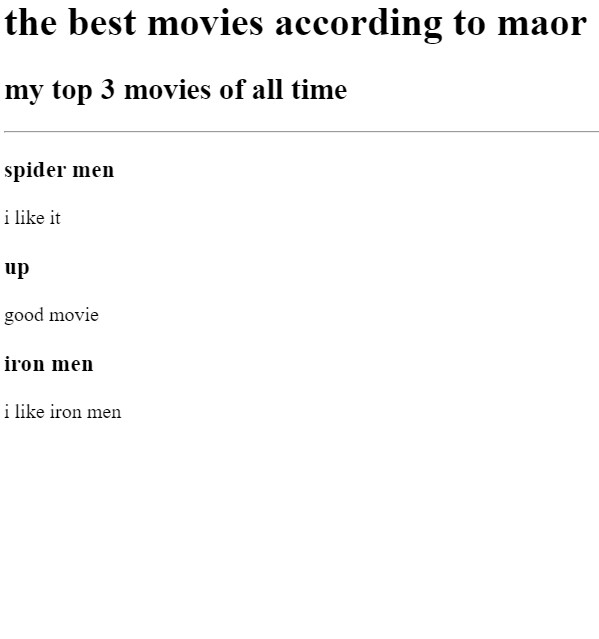 the best movies according to maor
my top 3 movies of all time
spider men
i like it
up
good movie
iron men
i like iron men